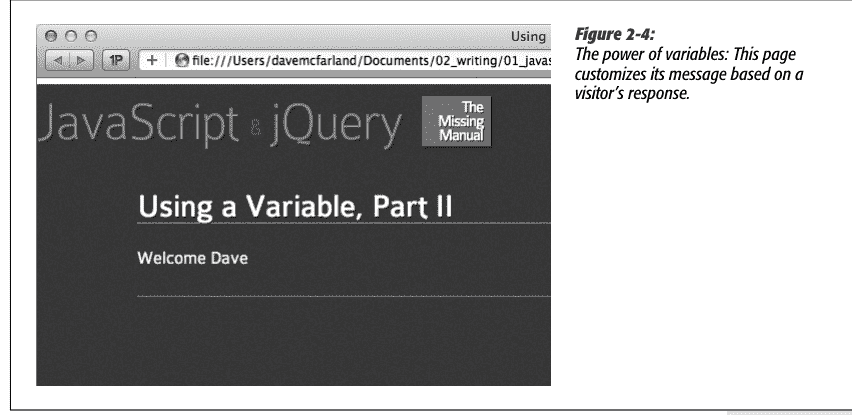 Using
1P
+
file:///Users/davemcfarland/Documents/02_writing/01_javas
JavaScript & jQuery
The
Missing
Manual
Using a Variable, Part II
Welcome Dave
Figure 2-4:
The power of variables: This page
customizes its message based on a
visitor's response.